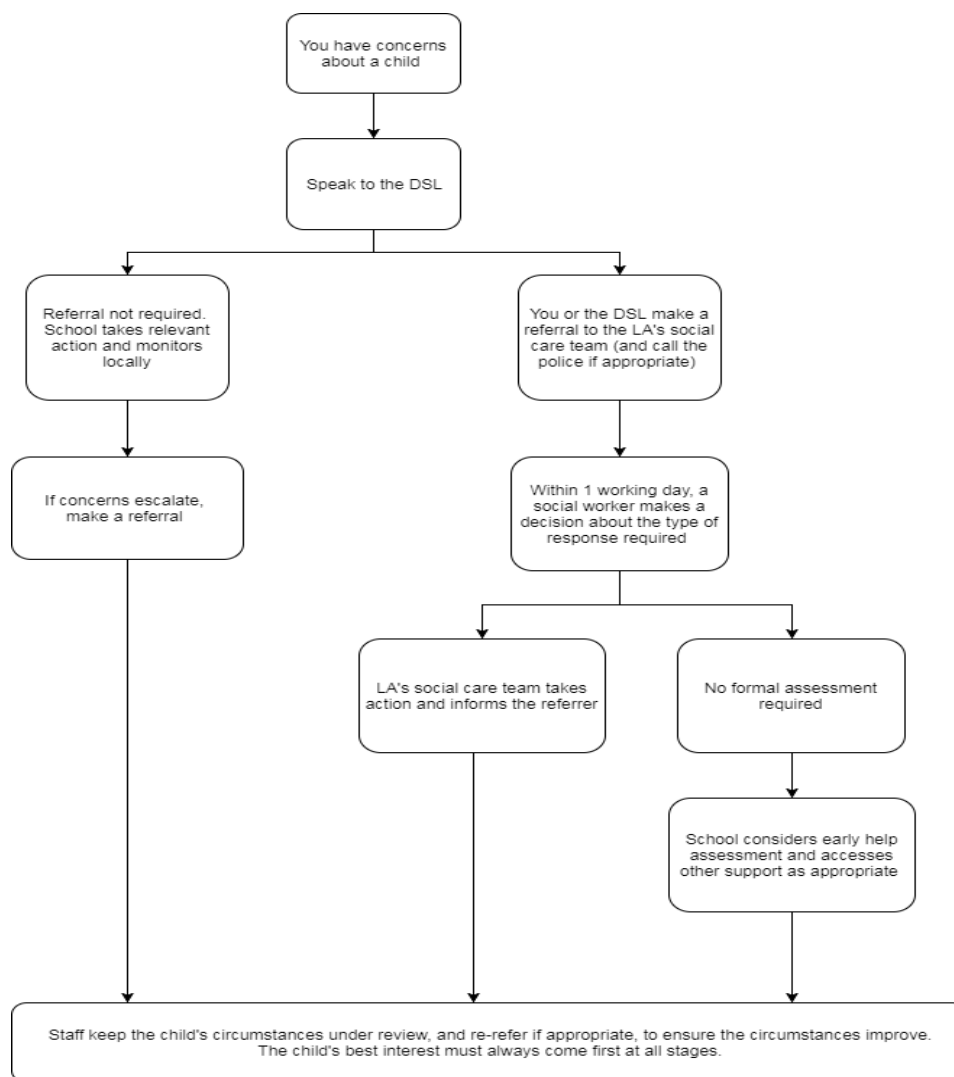 You have concerns
about a child
Speak to the DSL
Referral not required.
School takes relevant
action and monitors
locally
You or the DSL make a
referral to the LA's social
care team (and call the
police if appropriate)
If concerns escalate,
make a referral
Within 1 working day, a
social worker makes a
decision about the type of
response required
LA's social care team takes
action and informs the referrer
No formal assessment
required
School considers early help
assessment and accesses
other support as appropriate
Staff keep the child's circumstances under review, and re-refer if appropriate, to ensure the circumstances improve.
The child's best interest must always come first at all stages.